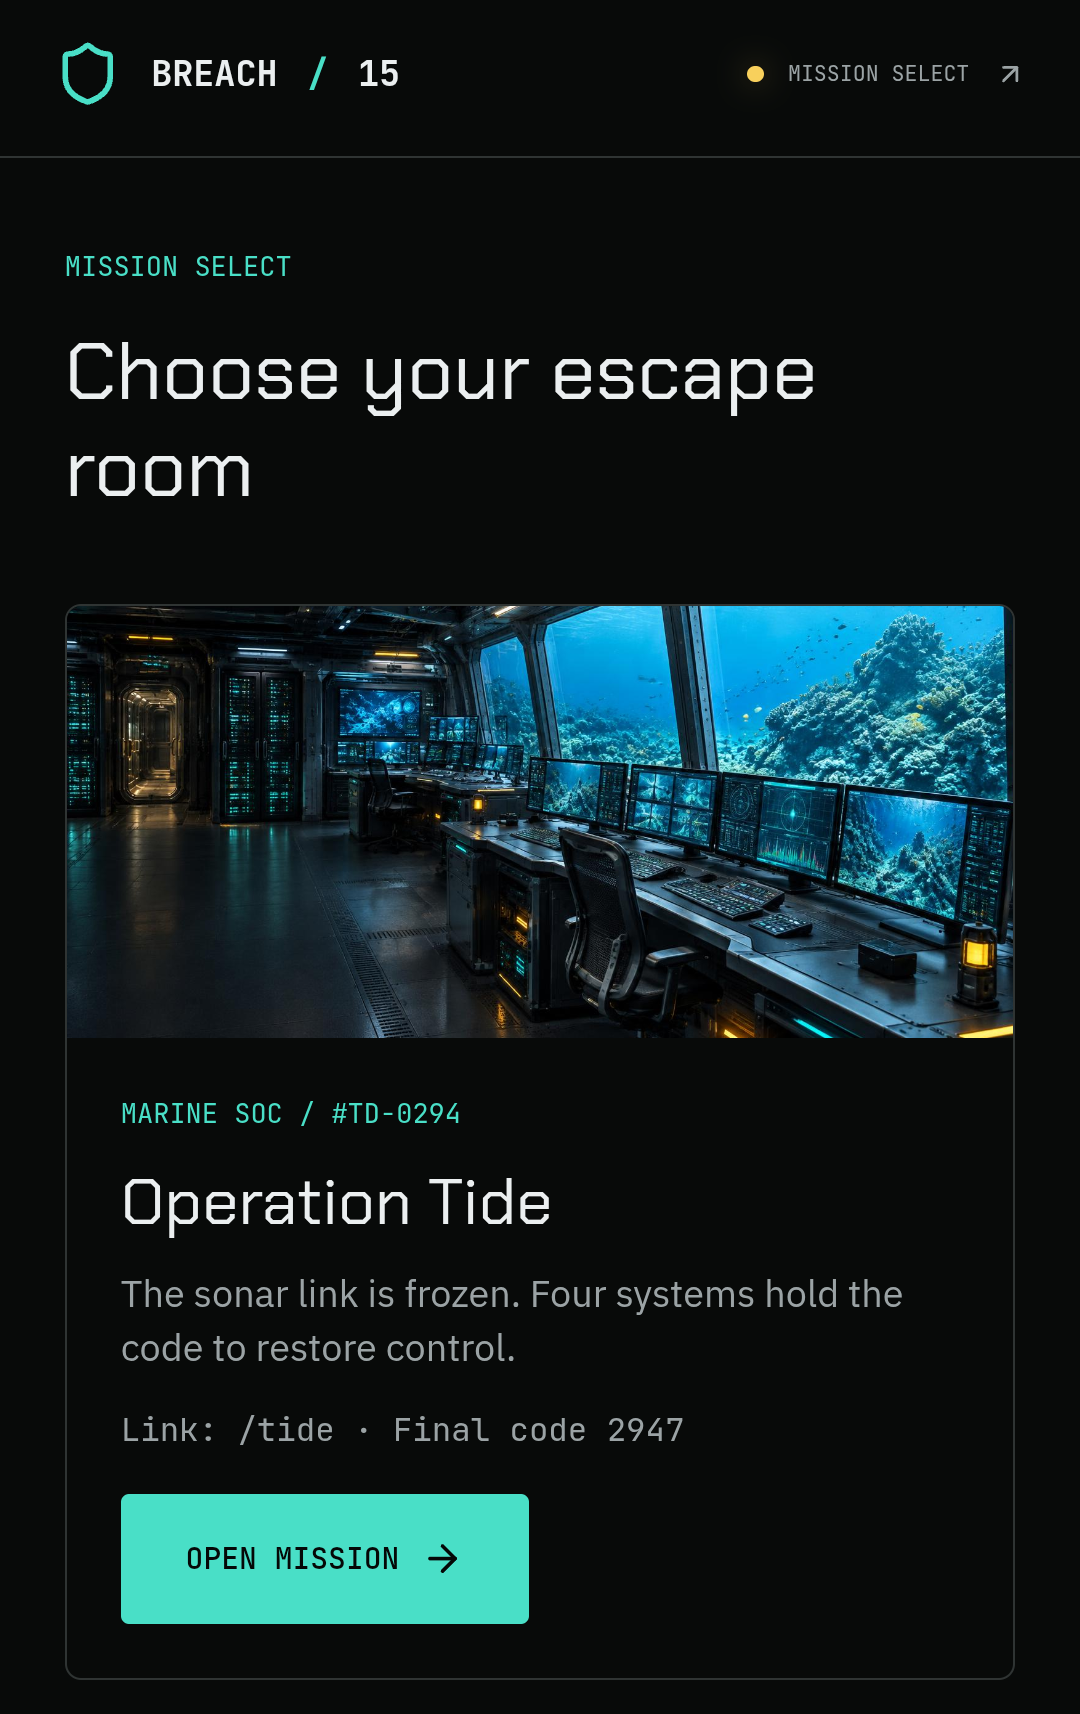 BREACH / 15
MISSION SELECT
MISSION SELECT
Choose your escape
room
MARINE SOC / #TD-0294
Operation Tide
The sonar link is frozen. Four systems hold the
code to restore control.
Link: /tide · Final code 2947
OPEN MISSION